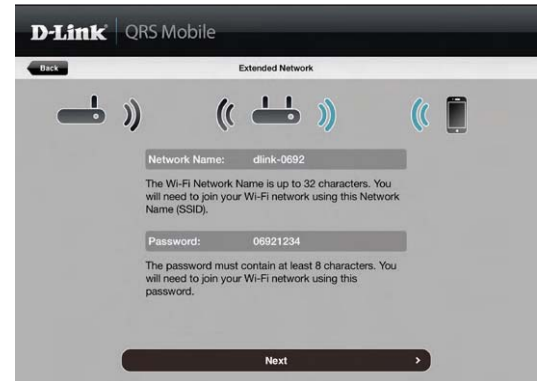 D-Link QRS Mobile
Back Extended Network
Network Name: dlink-0692
The Wi-Fi Network Name is up to 32 characters. You
will need to join your Wi-Fi network using this Network
Name (SSID).
Password: 06921234
The password must contain at least 8 characters. You
will need to join your Wi-Fi network using this
password.
Next >